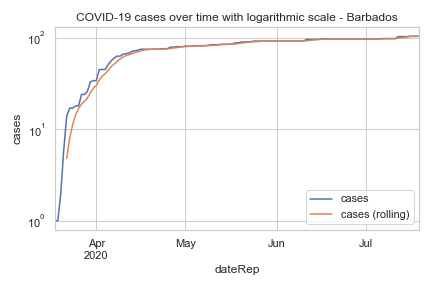 COVID-19 cases over time with logarithmic scale - Barbados
cases
10²
10¹
10⁰
Apr
2020
May
Jun
Jul
dateRep
cases
cases (rolling)